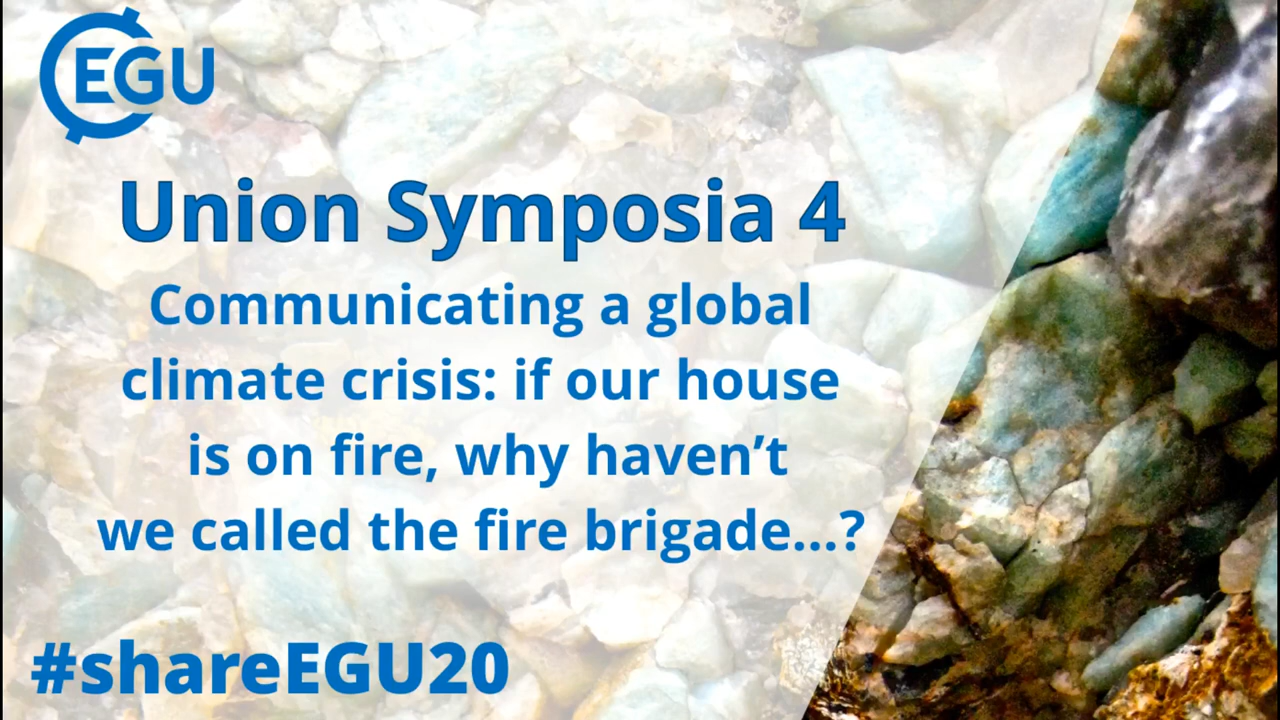 EGU
Union Symposia 4
Communicating a global
climate crisis: if our house
is on fire, why haven’t
we called the fire brigade...?
#shareEGU20